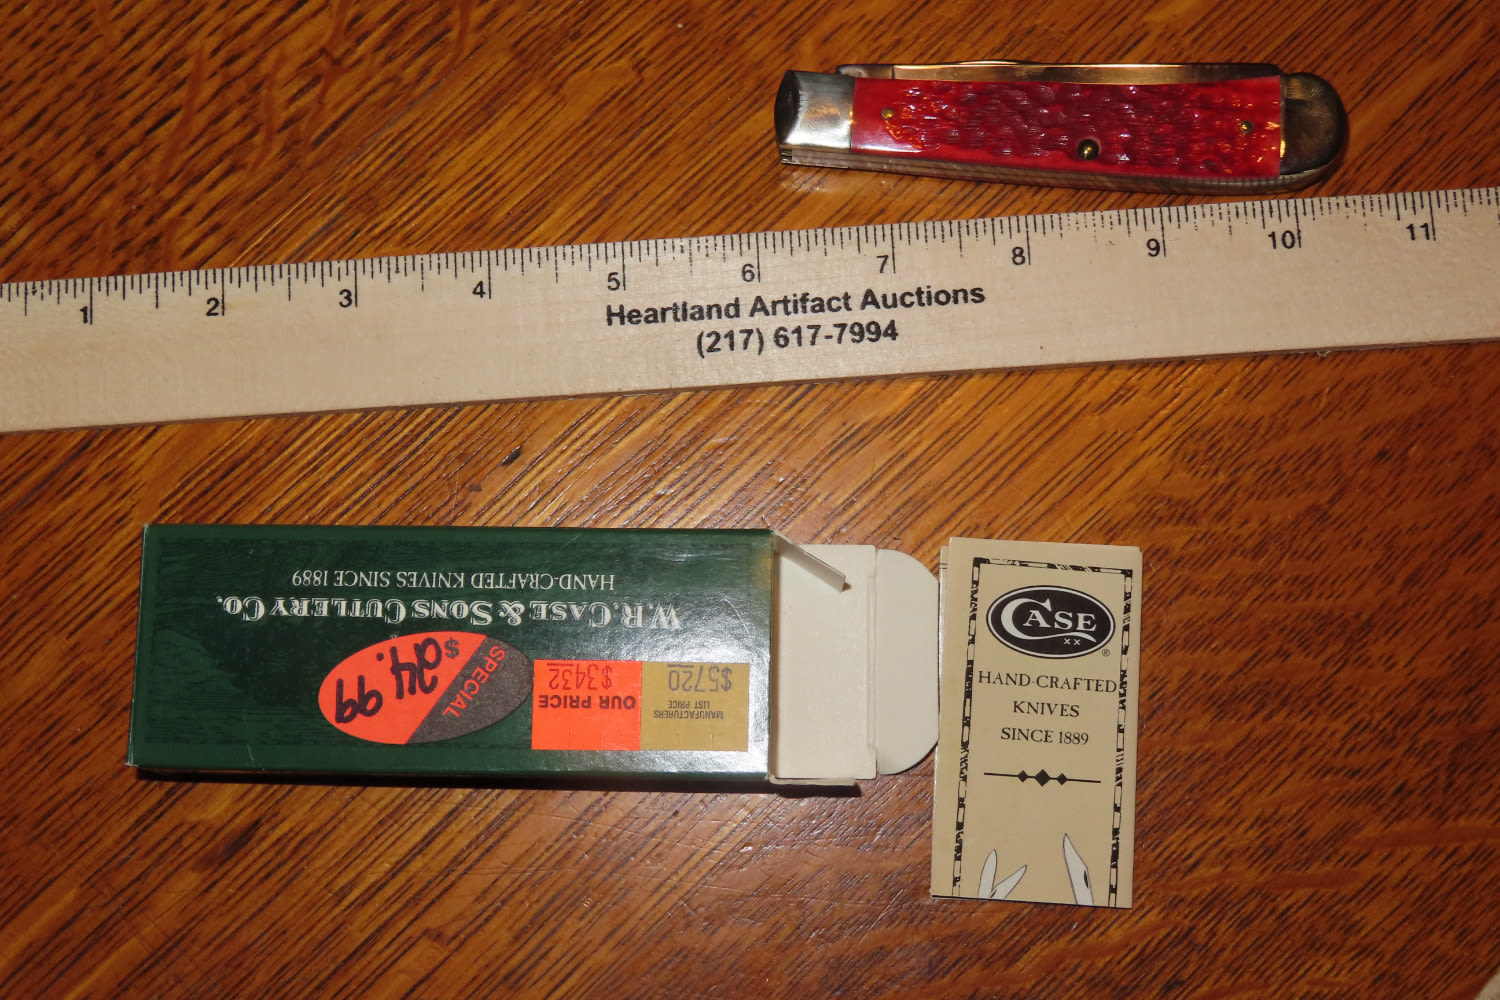 1 2 3 4 5 6 7 8 9 10 11
Heartland Artifact Auctions
(217) 617-7994
W.R. CASE & SONS CUTLERY CO.
HAND-CRAFTED KNIVES SINCE 1889
MANUFACTURERS
LIST PRICE
$57.20
OUR PRICE
$34.32
SPECIAL
$24.99
CASE
XX
®
HAND-CRAFTED
KNIVES
SINCE 1889